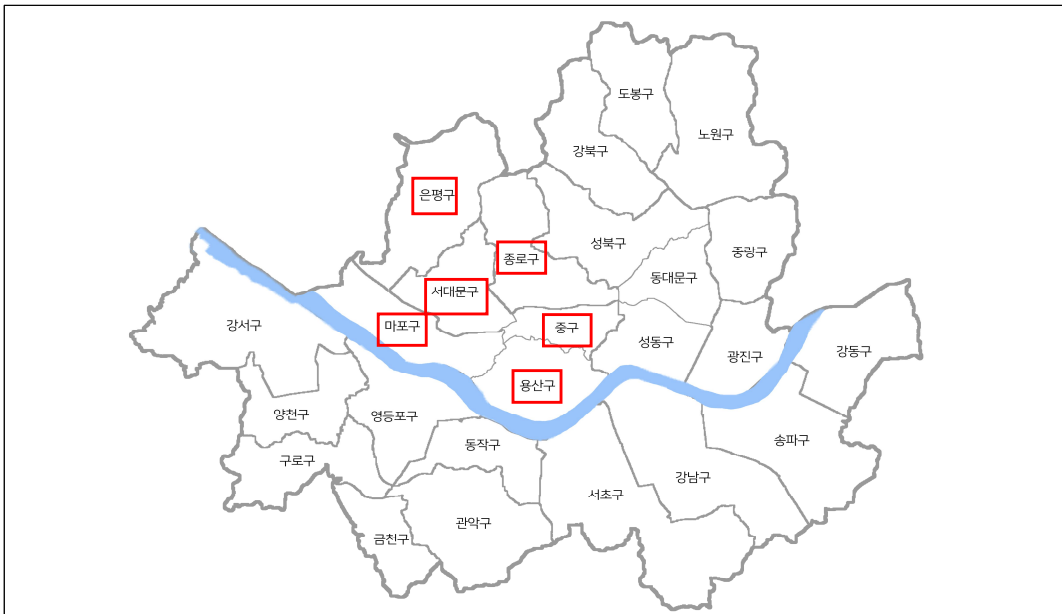 도봉구
노원구
강북구
은평구
성북구
중랑구
종로구
동대문구
서대문구
강서구
마포구
중구
성동구
광진구
강동구
용산구
양천구
영등포구
동작구
송파구
구로구
강남구
서초구
관악구
금천구